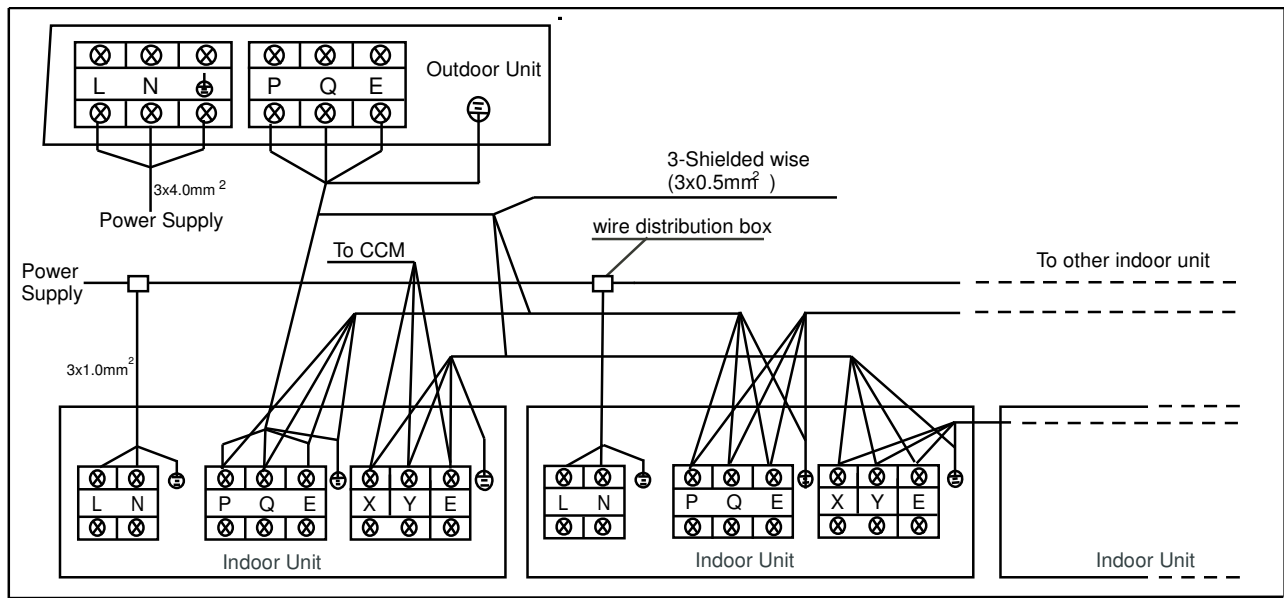 Outdoor Unit
L N
P Q E
3x4.0mm²
Power Supply
3-Shielded wise
(3x0.5mm²)
wire distribution box
To CCM
Power
Supply
To other indoor unit
3x1.0mm²
L N
P Q E
X Y E
Indoor Unit
L N
P Q E
X Y E
Indoor Unit
Indoor Unit